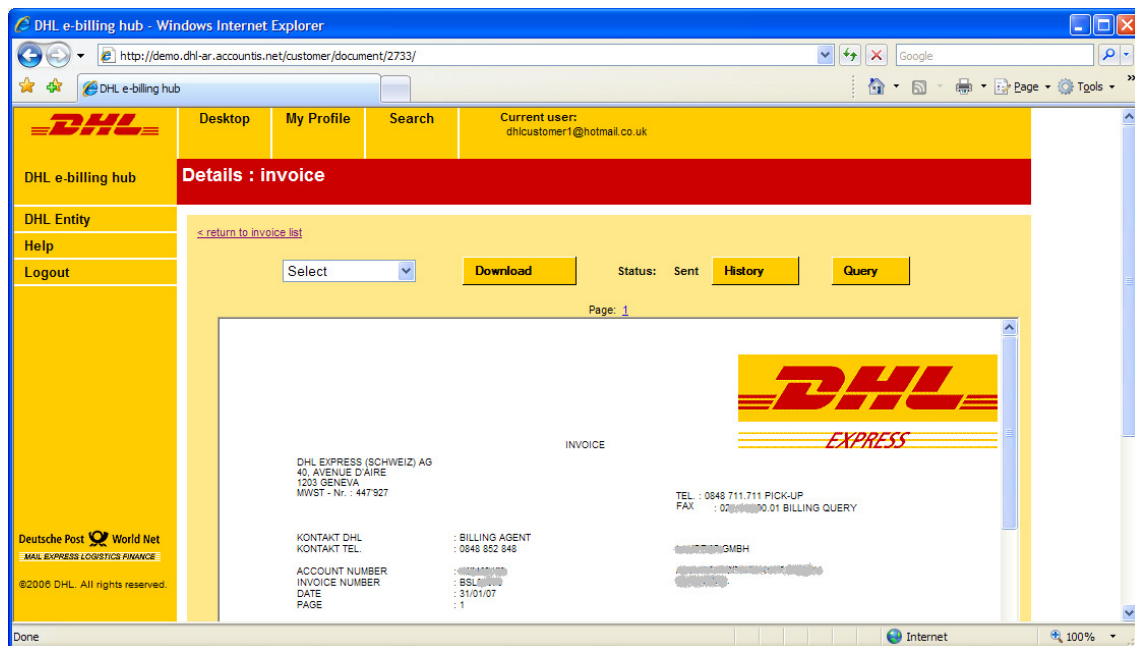 DHL e-billing hub - Windows Internet Explorer
http://demo.dhl-ar.accountis.net/customer/document/2733/
Google
DHL e-billing hub
Page
Tools
DHL
Desktop
My Profile
Search
Current user:
dhlcustomer1@hotmail.co.uk
DHL e-billing hub
Details : invoice
DHL Entity
Help
Logout
< return to invoice list
Select
Download
Status: Sent
History
Query
Page: 1
DHL
EXPRESS
INVOICE
DHL EXPRESS (SCHWEIZ) AG
40, AVENUE D'AIRE
1203 GENEVA
MWST - Nr. : 447'927
TEL. : 0848 711.711 PICK-UP
FAX : 02 0.01 BILLING QUERY
KONTAKT DHL : BILLING AGENT
KONTAKT TEL. : 0848 852 848
GMBH
ACCOUNT NUMBER :
INVOICE NUMBER : BSL
DATE : 31/01/07
PAGE : 1
Deutsche Post World Net
MAIL EXPRESS LOGISTICS FINANCE
©2006 DHL. All rights reserved.
Done
Internet
100%